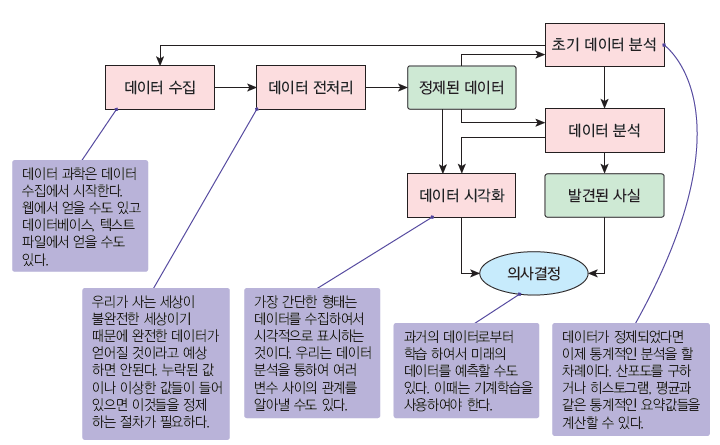 초기 데이터 분석
데이터 수집
데이터 전처리
정제된 데이터
데이터 분석
데이터 시각화
발견된 사실
의사결정
데이터 과학은 데이터
수집에서 시작한다.
웹에서 얻을 수도 있고
데이터베이스, 텍스트
파일에서 얻을 수도
있다.
우리가 사는 세상이
불완전한 세상이기
때문에 완전한 데이터가
얻어질 것이라고 예상
하면 안된다. 누락된 값
이나 이상한 값들이 들어
있으면 이것들을 정제
하는 절차가 필요하다.
가장 간단한 형태는
데이터를 수집하여서
시각적으로 표시하는
것이다. 우리는 데이터
분석을 통하여 여러
변수 사이의 관계를
알아낼 수도 있다.
과거의 데이터로부터
학습 하여서 미래의
데이터를 예측할 수도
있다. 이때는 기계학습을
사용하여야 한다.
데이터가 정제되었다면
이제 통계적인 분석을 할
차례이다. 산포도를 구하
거나 히스토그램, 평균과
같은 통계적인 요약값들을
계산할 수 있다.